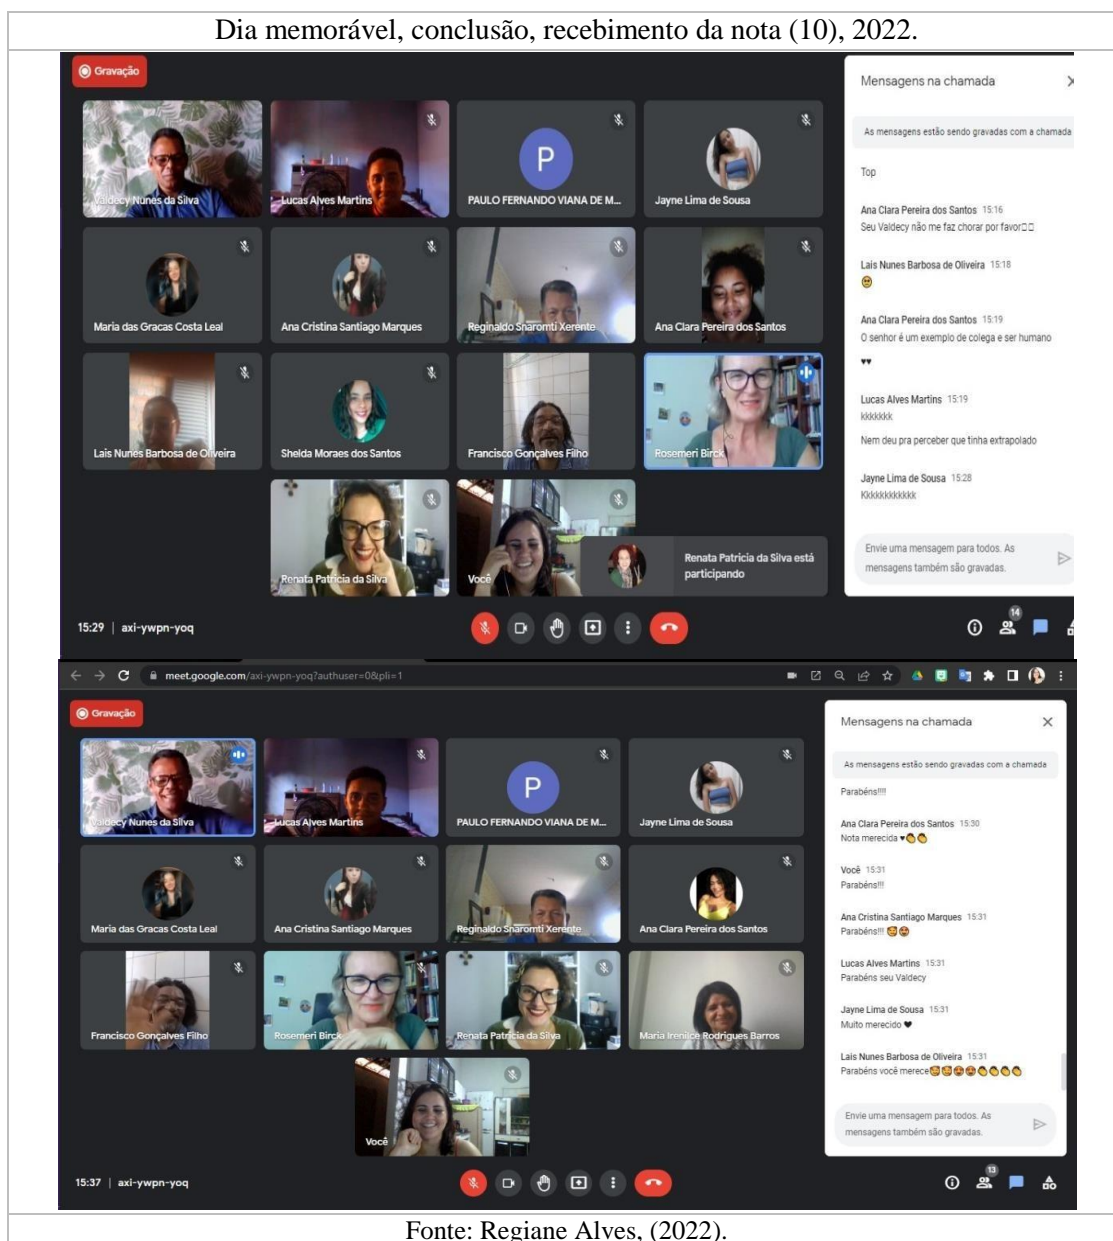 Dia memorável, conclusão, recebimento da nota (10), 2022.
Gravação
Valdecy Nunes da Silva
Lucas Alves Martins
P
PAULO FERNANDO VIANA DE M...
Jayne Lima de Sousa
Maria das Gracas Costa Leal
Ana Cristina Santiago Marques
Reginaldo Snãromti Xerente
Ana Clara Pereira dos Santos
Lais Nunes Barbosa de Oliveira
Shelda Moraes dos Santos
Francisco Gonçalves Filho
Rosemeri Birck
Renata Patricia da Silva
Você
Renata Patricia da Silva está
participando
15:29 | axi-ywpn-yoq
14
Mensagens na chamada
As mensagens estão sendo gravadas com a chamada
Top
Ana Clara Pereira dos Santos 15:16
Seu Valdecy não me faz chorar por favor
Lais Nunes Barbosa de Oliveira 15:18
Ana Clara Pereira dos Santos 15:19
O senhor é um exemplo de colega e ser humano
♥♥
Lucas Alves Martins 15:19
kkkkkkk
Nem deu pra perceber que tinha extrapolado
Jayne Lima de Sousa 15:28
Kkkkkkkkkkkk
Envie uma mensagem para todos. As
mensagens também são gravadas.
meet.google.com/axi-ywpn-yoq?authuser=0&pli=1
Gravação
Valdecy Nunes da Silva
Lucas Alves Martins
P
PAULO FERNANDO VIANA DE M...
Jayne Lima de Sousa
Maria das Gracas Costa Leal
Ana Cristina Santiago Marques
Reginaldo Snãromti Xerente
Ana Clara Pereira dos Santos
Francisco Gonçalves Filho
Rosemeri Birck
Renata Patricia da Silva
Maria Irenilce Rodrigues Barros
Você
15:37 | axi-ywpn-yoq
13
Mensagens na chamada
As mensagens estão sendo gravadas com a chamada
Parabéns!!!!
Ana Clara Pereira dos Santos 15:30
Nota merecida ♥👏👏
Você 15:31
Parabéns!!!
Ana Cristina Santiago Marques 15:31
Parabéns!!! 🥰😍
Lucas Alves Martins 15:31
Parabéns seu Valdecy
Jayne Lima de Sousa 15:31
Muito merecido ♥
Lais Nunes Barbosa de Oliveira 15:31
Parabéns você merece🥰🥰😍😍👏👏👏👏
Envie uma mensagem para todos. As
mensagens também são gravadas.
Fonte: Regiane Alves, (2022).